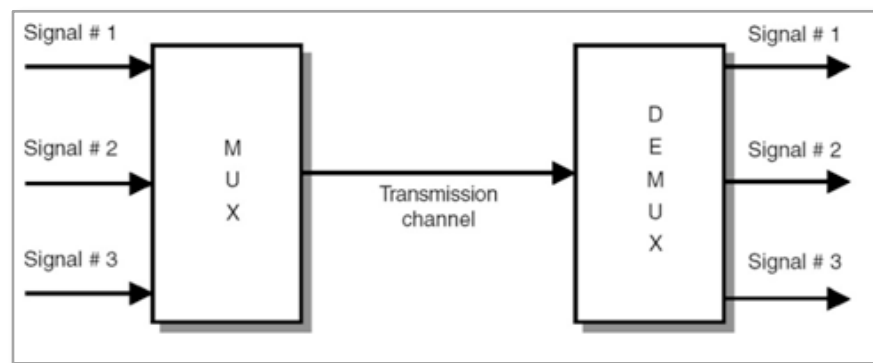 Signal # 1
Signal # 2
Signal # 3
M
U
X
Transmission
channel
D
E
M
U
X
Signal # 1
Signal # 2
Signal # 3